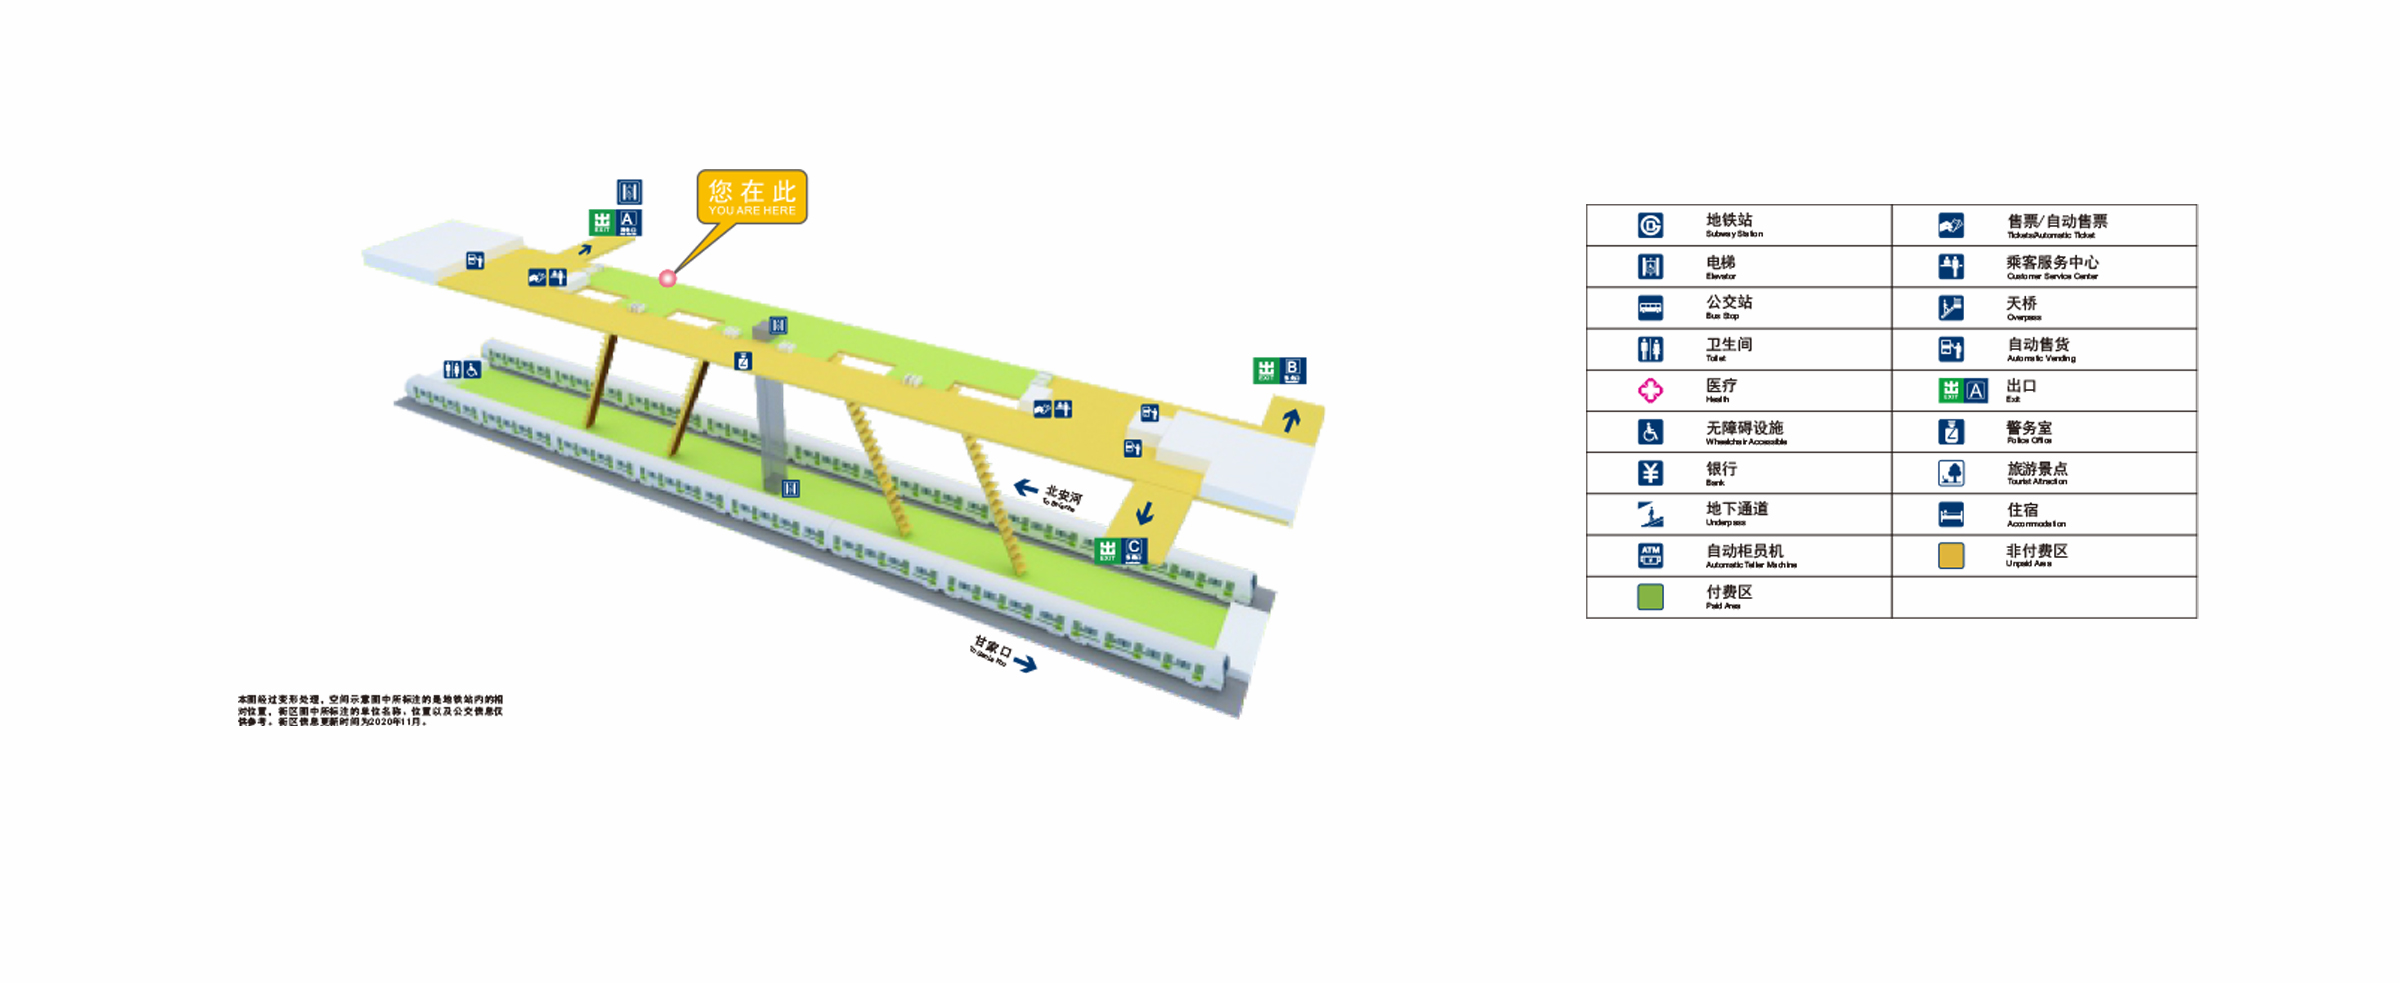 您在此
YOU ARE HERE
出 A
EXIT
出 B
EXIT
北安河
出 C
EXIT
甘家口
本图经过变形处理，空间示意图中所标注的是地铁站内的相
对位置，街区图中所标注的单位名称、位置以及公交信息仅
供参考。街区信息更新时间为2020年11月。
地铁站
Subway Station
售票/自动售票
Tickets/Automatic Ticket
电梯
Elevator
乘客服务中心
Customer Service Center
公交站
Bus Stop
天桥
Overpass
卫生间
Toilet
自动售货
Automatic Vending
医疗
Health
出 A
EXIT
出口
Exit
无障碍设施
Wheelchair Accessible
警务室
Police Office
¥
银行
Bank
旅游景点
Tourist Attraction
地下通道
Underpass
住宿
Accommodation
ATM
自动柜员机
Automatic Teller Machine
非付费区
Unpaid Area
付费区
Paid Area